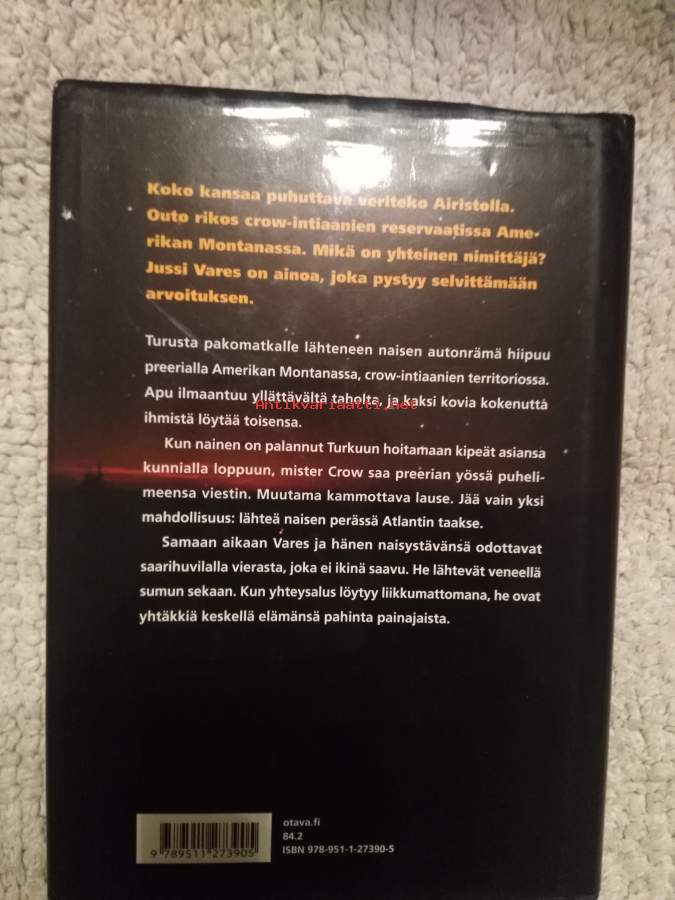 Koko kansaa puhuttava veriteko Airistolla.
Outo rikos crow-intiaanien reservaatissa Ame-
rikan Montanassa. Mikä on yhteinen nimittäjä?
Jussi Vares on ainoa, joka pystyy selvittämään
arvoituksen.
Turusta pakomatkalle lähteneen naisen autonrämä hiipuu
preerialla Amerikan Montanassa, crow-intiaanien territoriossa.
Apu ilmaantuu yllättävältä taholta, ja kaksi kovia kokenutta
Antikvariaatti.net
ihmistä löytää toisensa.
Kun nainen on palannut Turkuun hoitamaan kipeät asiansa
kunnialla loppuun, mister Crow saa preerian yössä puheli-
meensa viestin. Muutama kammottava lause. Jää vain yksi
mahdollisuus: lähteä naisen perässä Atlantin taakse.
Samaan aikaan Vares ja hänen naisystävänsä odottavat
saarihuvilalla vierasta, joka ei ikinä saavu. He lähtevät veneellä
sumun sekaan. Kun yhteysalus löytyy liikkumattomana, he ovat
yhtäkkiä keskellä elämänsä pahinta painajaista.
otava.fi
84.2
ISBN 978-951-1-27390-5
9 789511 273905